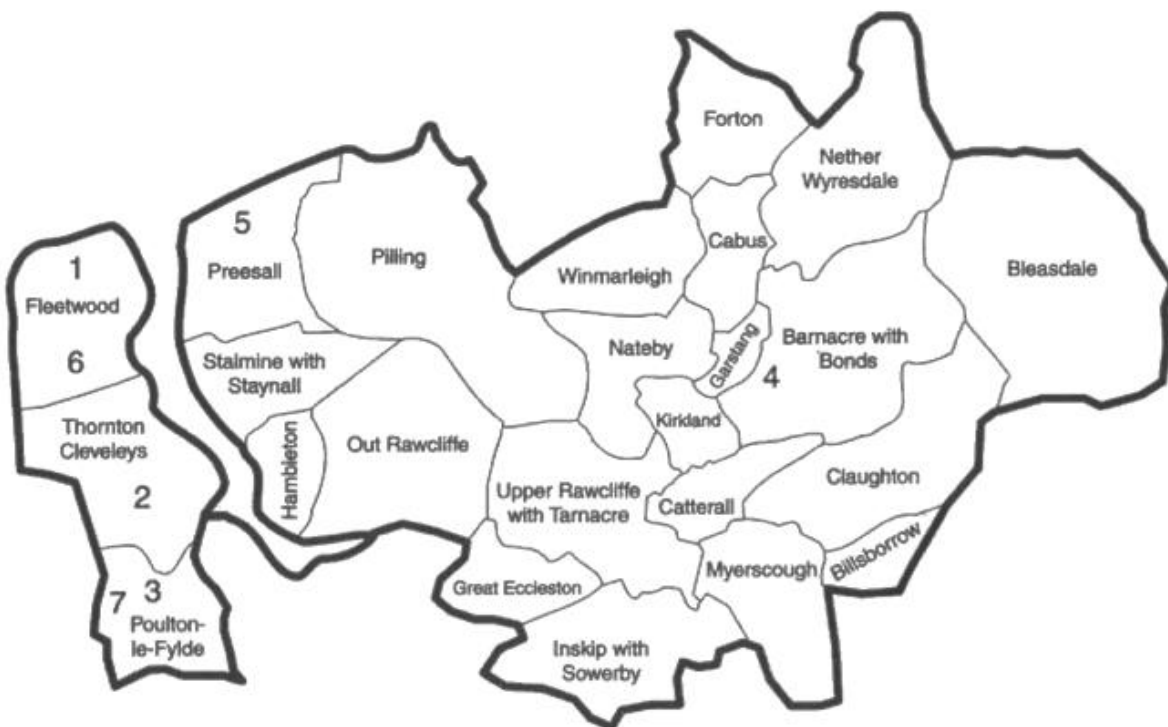 Forton
Nether
Wyresdale
5
Preesall
Pilling
Winmarleigh
Cabus
Bleasdale
1
Fleetwood
6
Stalmine with
Staynall
Nateby
Garstang
4
Barnacre with
Bonds
Thornton
Cleveleys
2
Hambleton
Out Rawcliffe
Kirkland
Upper Rawcliffe
with Tarnacre
Catterall
Claughton
7
3
Poulton-
le-Fylde
Great Eccleston
Myerscough
Billsborrow
Inskip with
Sowerby